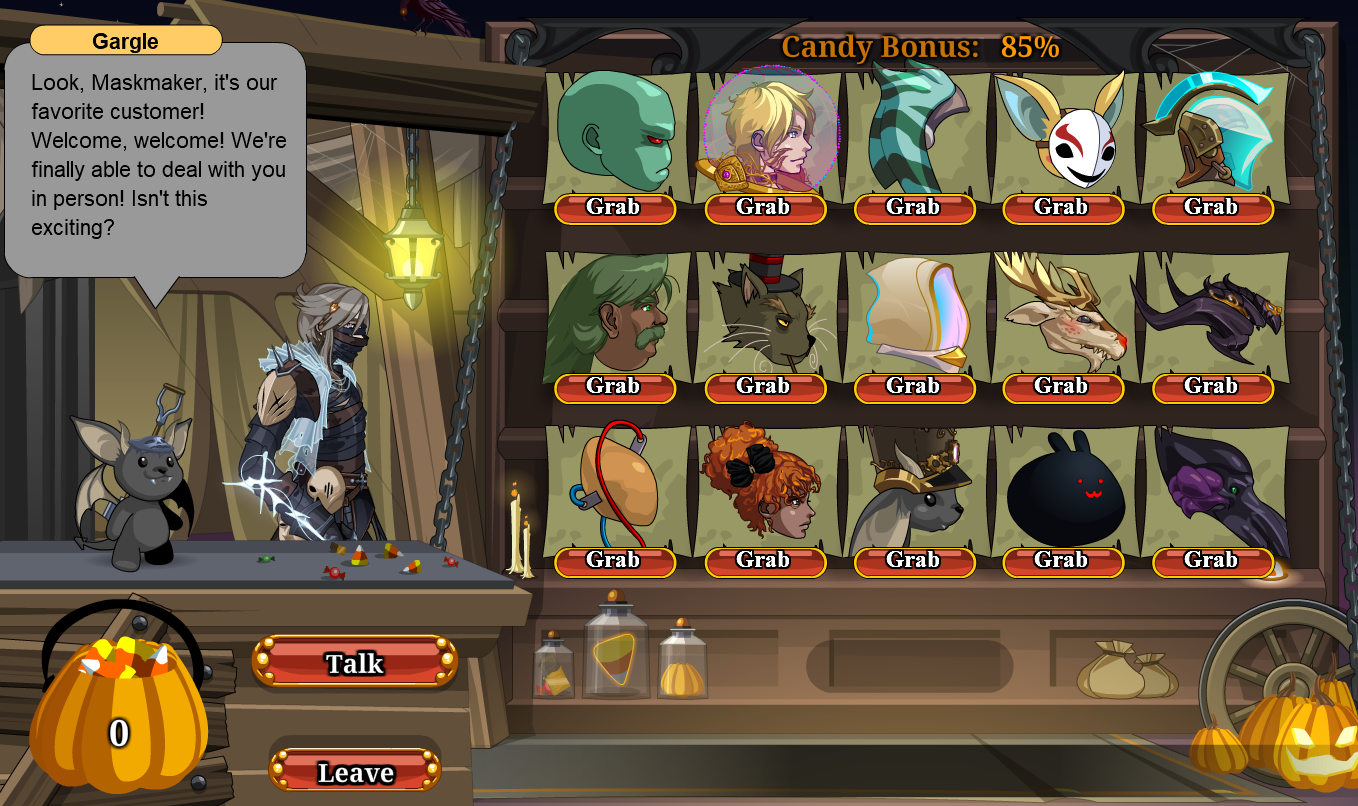 Gargle
Look, Maskmaker, it's our
favorite customer!
Welcome, welcome! We're
finally able to deal with you
in person! Isn't this
exciting?
Candy Bonus: 85%
Grab Grab Grab Grab Grab
Grab Grab Grab Grab Grab
Grab Grab Grab Grab Grab
0
Talk
Leave